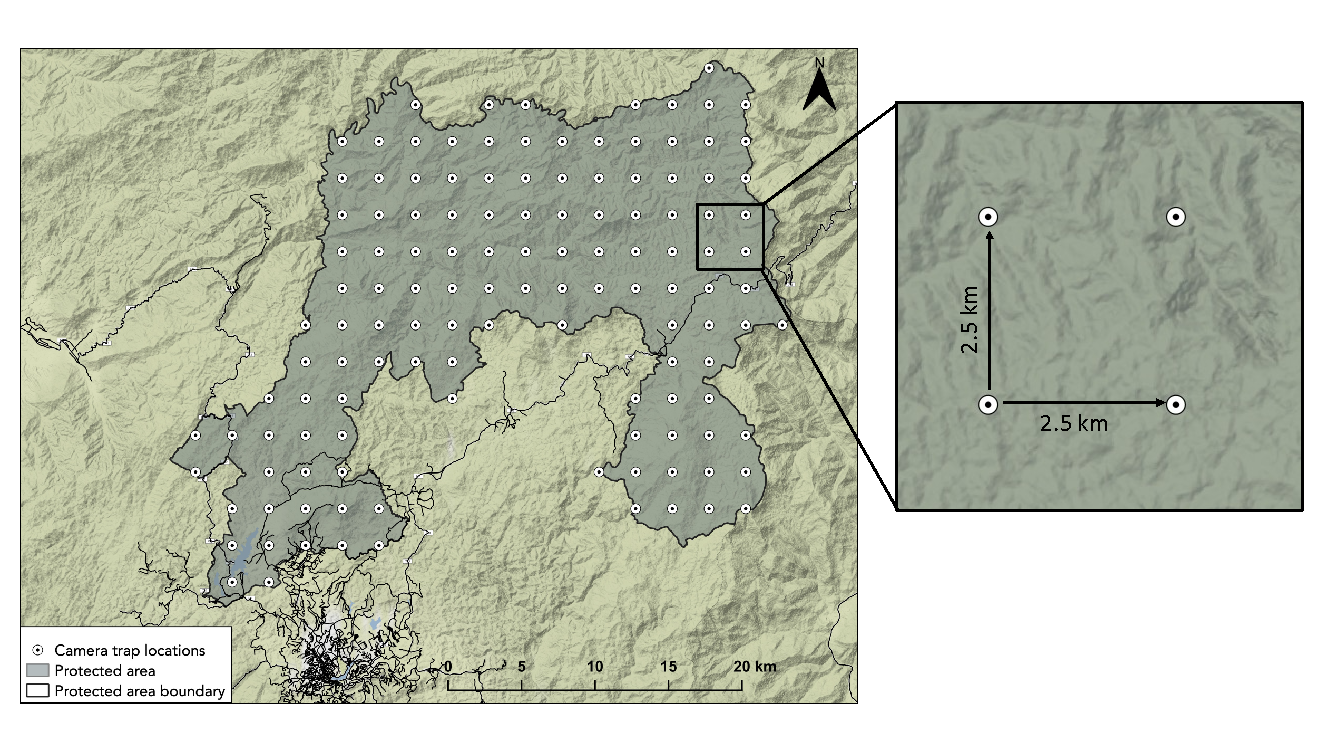 N
2.5 km
2.5 km
Camera trap locations
Protected area
Protected area boundary
0 5 10 15 20 km